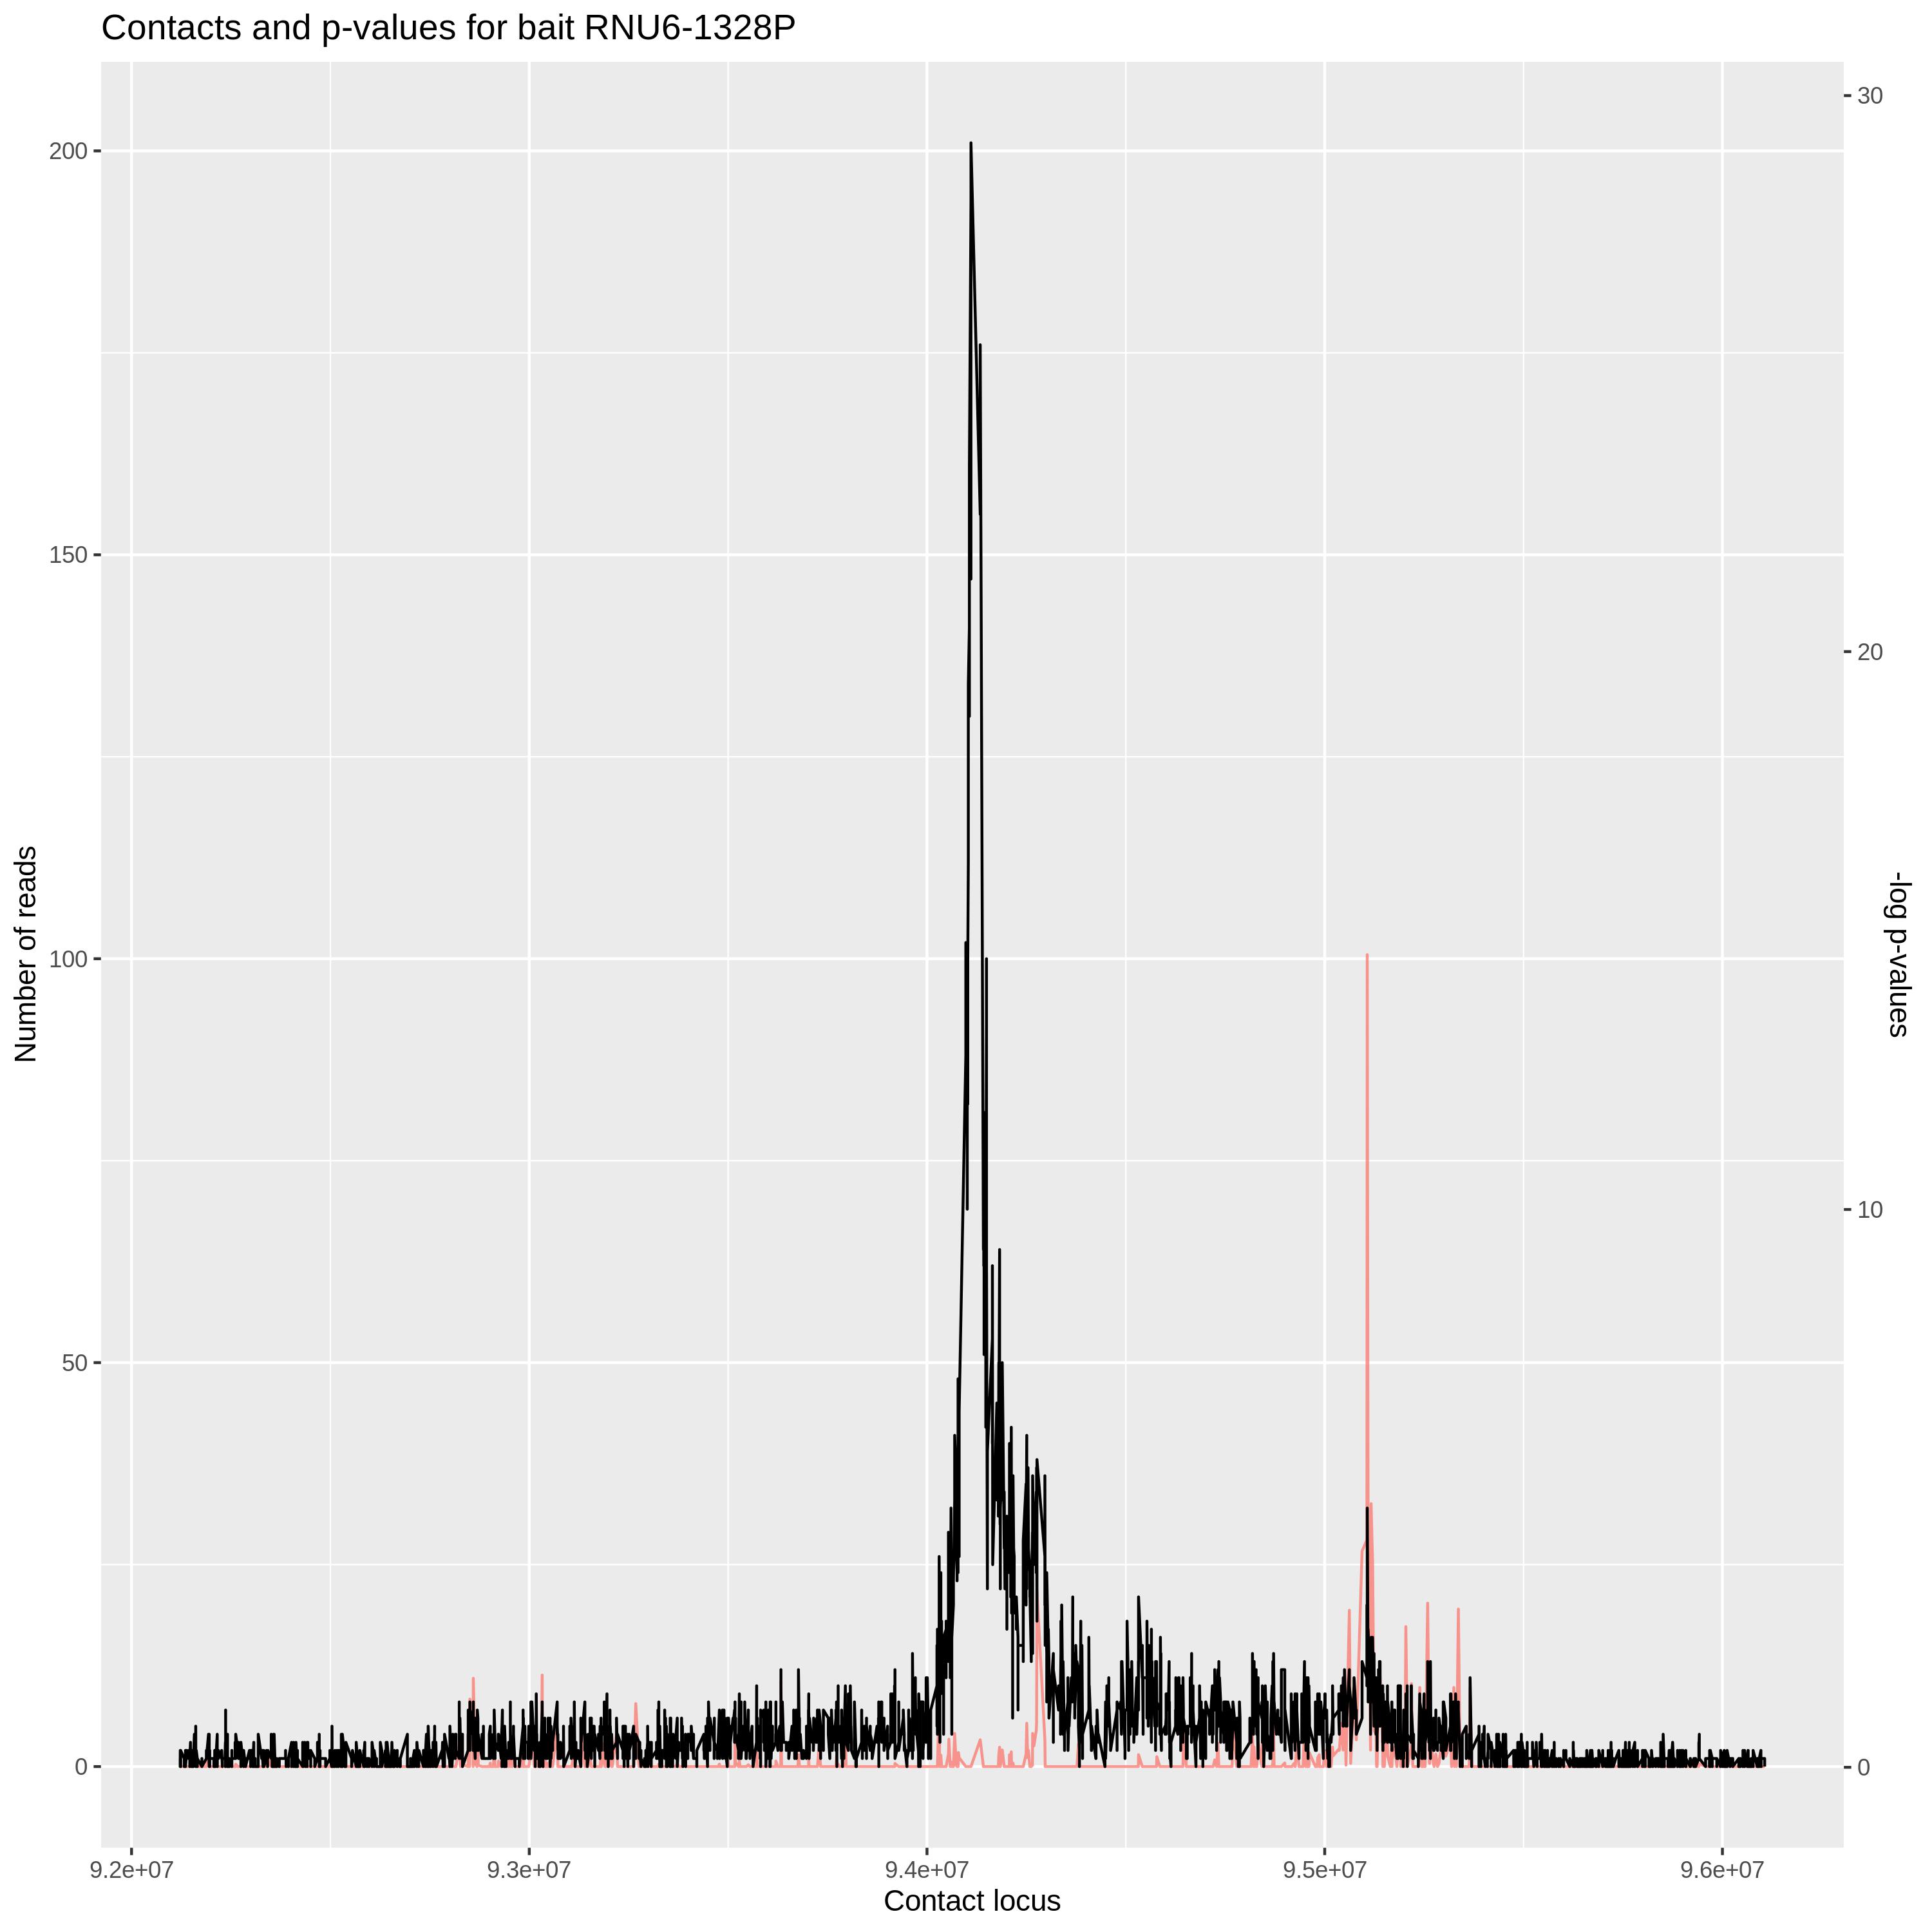 Contacts and p-values for bait RNU6-1328P
200
150
100
50
0
Number of reads
30
20
10
0
-log p-values
9.2e+07
9.3e+07
9.4e+07
9.5e+07
9.6e+07
Contact locus